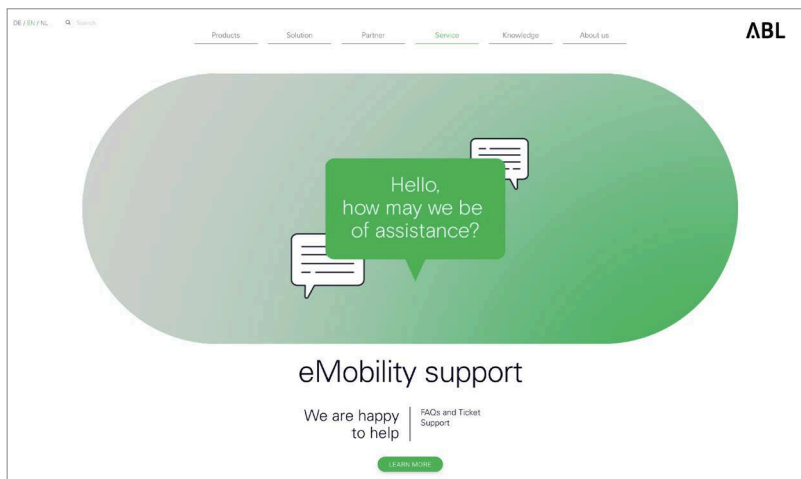 DE / EN / NL
Search
Products
Solution
Partner
Service
Knowledge
About us
ABL
Hello,
how may we be
of assistance?
eMobility support
We are happy
to help
FAQs and Ticket
Support
LEARN MORE